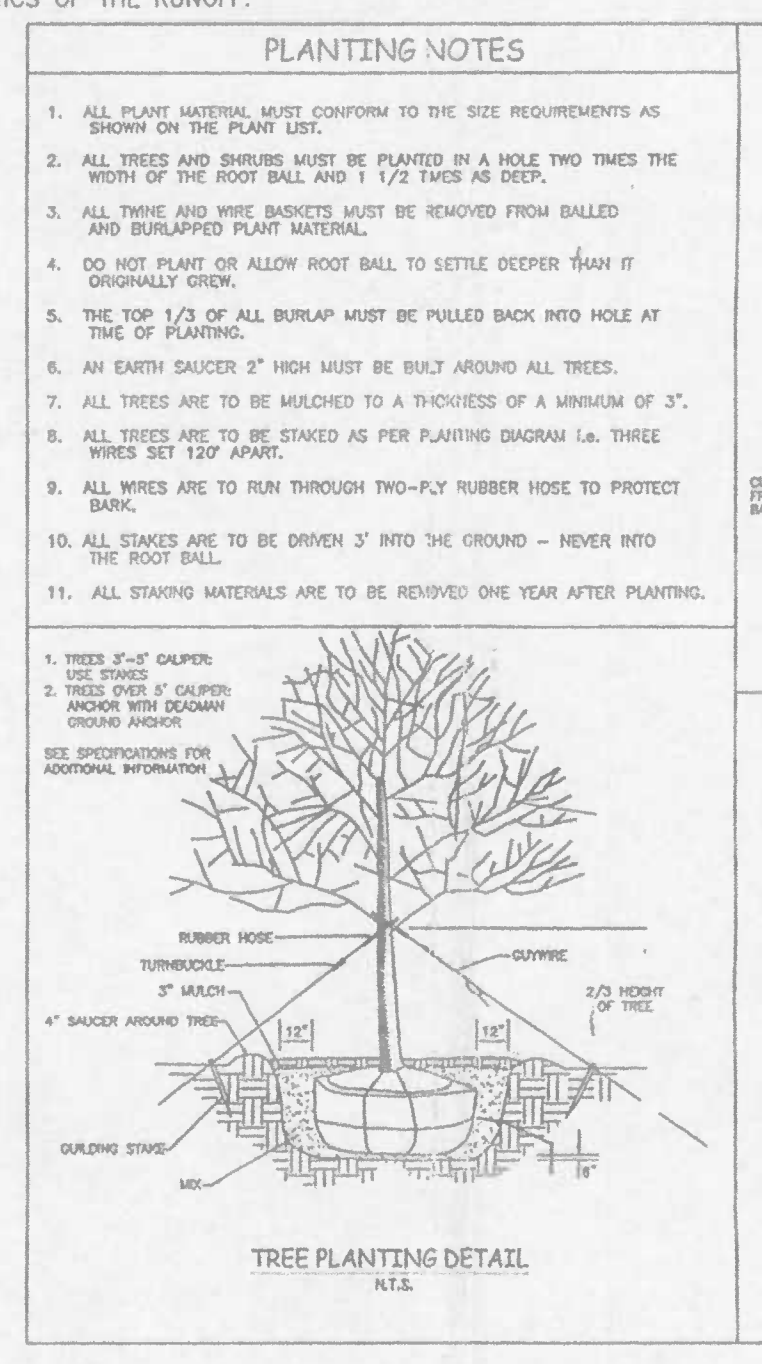 OF THE RUNOFF.
PLANTING NOTES
1. ALL PLANT MATERIAL MUST CONFORM TO THE SIZE REQUIREMENTS AS
SHOWN ON THE PLANT LIST.
2. ALL TREES AND SHRUBS MUST BE PLANTED IN A HOLE TWO TIMES THE
WIDTH OF THE ROOT BALL AND 1 1/2 TIMES AS DEEP.
3. ALL TWINE AND WIRE BASKETS MUST BE REMOVED FROM BALLED
AND BURLAPPED PLANT MATERIAL.
4. DO NOT PLANT OR ALLOW ROOT BALL TO SETTLE DEEPER THAN IT
ORIGINALLY GREW.
5. THE TOP 1/3 OF ALL BURLAP MUST BE PULLED BACK INTO HOLE AT
TIME OF PLANTING.
6. AN EARTH SAUCER 2" HIGH MUST BE BUILT AROUND ALL TREES.
7. ALL TREES ARE TO BE MULCHED TO A THICKNESS OF A MINIMUM OF 3".
8. ALL TREES ARE TO BE STAKED AS PER PLANTING DIAGRAM i.e. THREE
WIRES SET 120° APART.
9. ALL WIRES ARE TO RUN THROUGH TWO-PLY RUBBER HOSE TO PROTECT
BARK.
10. ALL STAKES ARE TO BE DRIVEN 3' INTO THE GROUND - NEVER INTO
THE ROOT BALL.
11. ALL STAKING MATERIALS ARE TO BE REMOVED ONE YEAR AFTER PLANTING.
1. TREES 3"-5" CALIPER:
USE STAKES
2. TREES OVER 5" CALIPER:
ANCHOR WITH DEADMAN
GROUND ANCHOR
SEE SPECIFICATIONS FOR
ADDITIONAL INFORMATION
RUBBER HOSE
TURNBUCKLE
GUYWIRE
3" MULCH
2/3 HEIGHT
OF TREE
4" SAUCER AROUND TREE
12"
12"
GUILDING STAKE
6"
MIX
TREE PLANTING DETAIL
N.T.S.